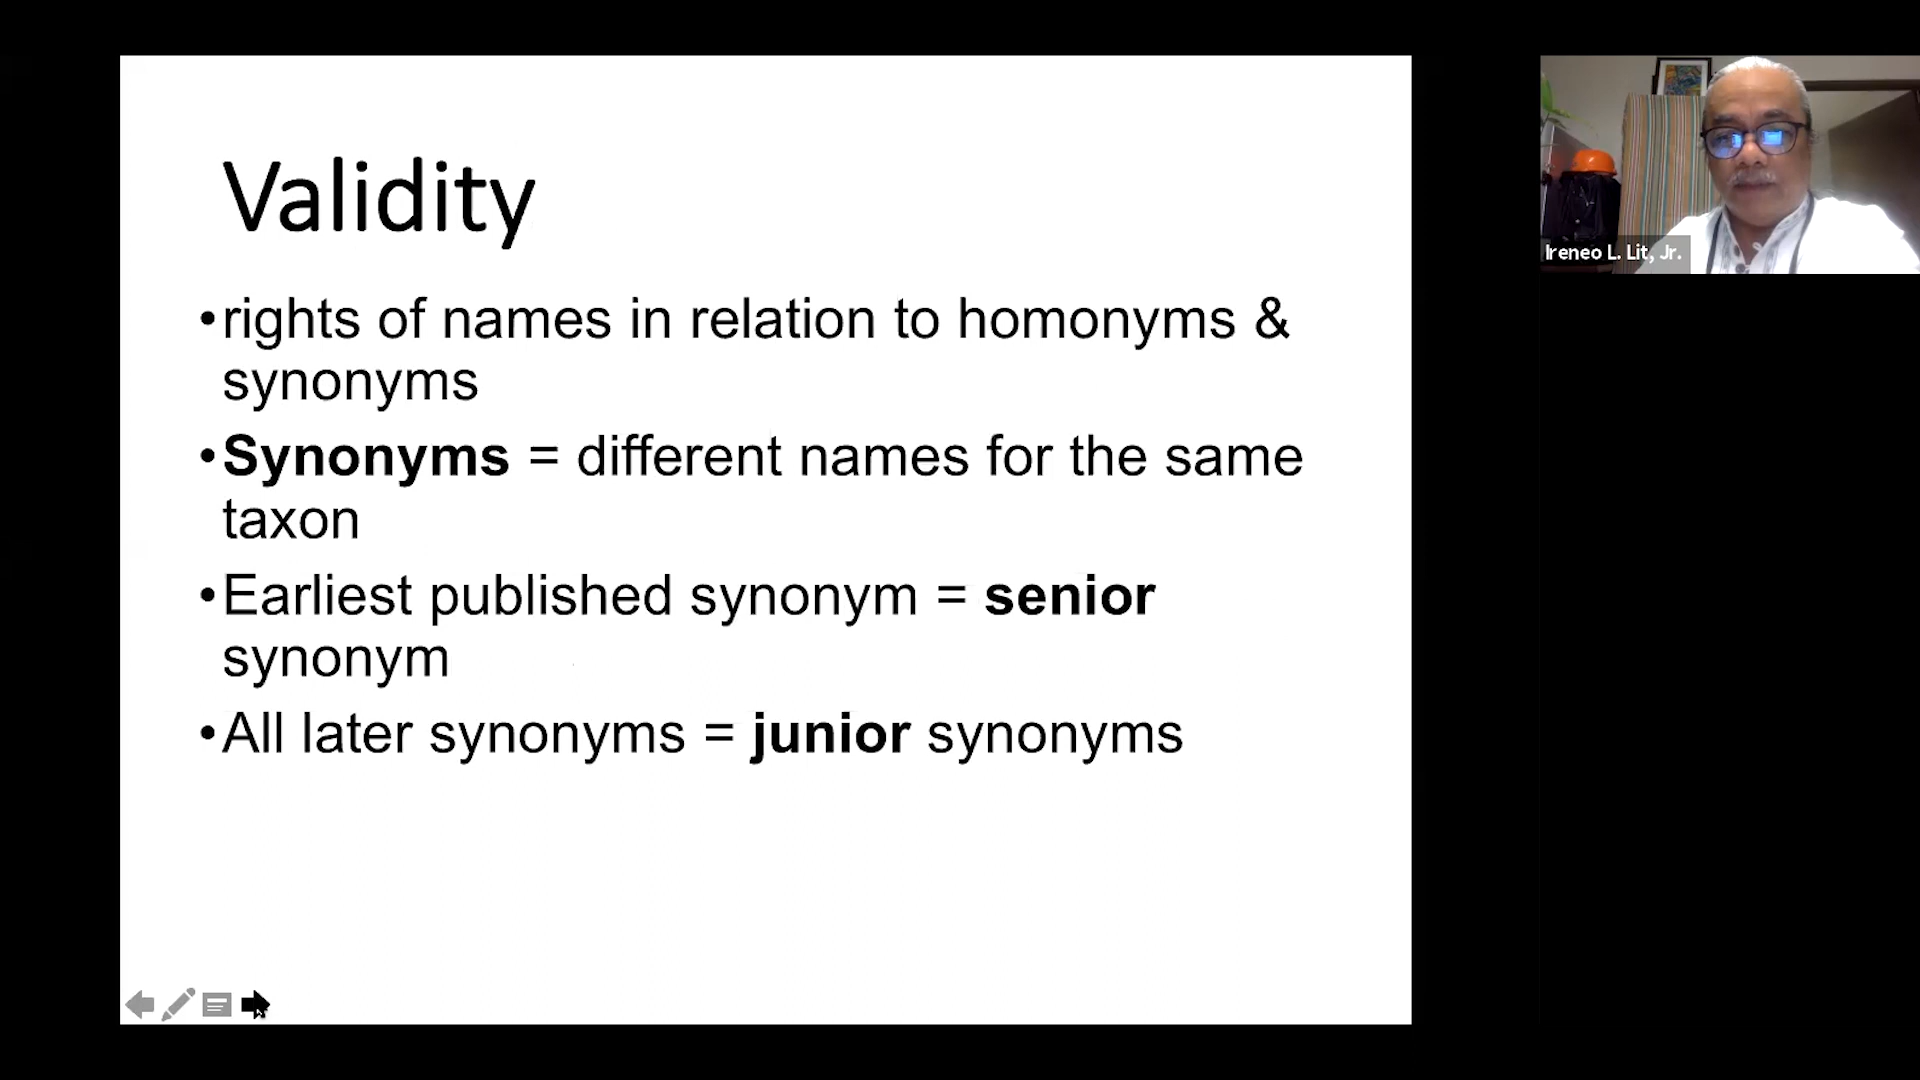 Validity
•rights of names in relation to homonyms &
synonyms
•Synonyms = different names for the same
taxon
•Earliest published synonym = senior
synonym
•All later synonyms = junior synonyms
Ireneo L. Lit, Jr.